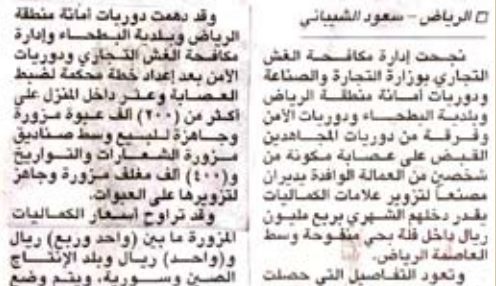 الرياض - سعود الشيباني
نجحت إدارة مكافحة الغش
التجاري بوزارة التجارة والصناعة
ودوريات أمانة منطقة الرياض
وبلدية البطحاء ودوريات الأمن
وفرقة من دوريات المجاهدين
القبض على عصابة مكونة من
شخصين من العمالة الوافدة يديران
مصنعاً لتزوير علامات الكماليات
يقدر دخلهم الشهري بربع مليون
ريال داخل فلة بحي منفوحة وسط
العاصمة الرياض.
وتعود التفاصيل التي حصلت
وقد دهمت دوريات أمانة منطقة
الرياض وبلدية البطحاء وإدارة
مكافحة الغش التجاري ودوريات
الأمن بعد إعداد خطة محكمة لضبط
العصابة وعثر داخل المنزل على
أكثر من (٢٠٠) ألف عبوة مزورة
وجاهزة للبيع وسط صناديق
مزورة الشعارات والتواريخ
و(٤٠٠) ألف مغلف مزورة وجاهز
لتزويرها على العبوات.
وقد تراوح أسعار الكماليات
المزورة ما بين (واحد وربع) ريال
و(واحد) ريال وبلد الإنتاج
الصين وسورية، ويتم وضع